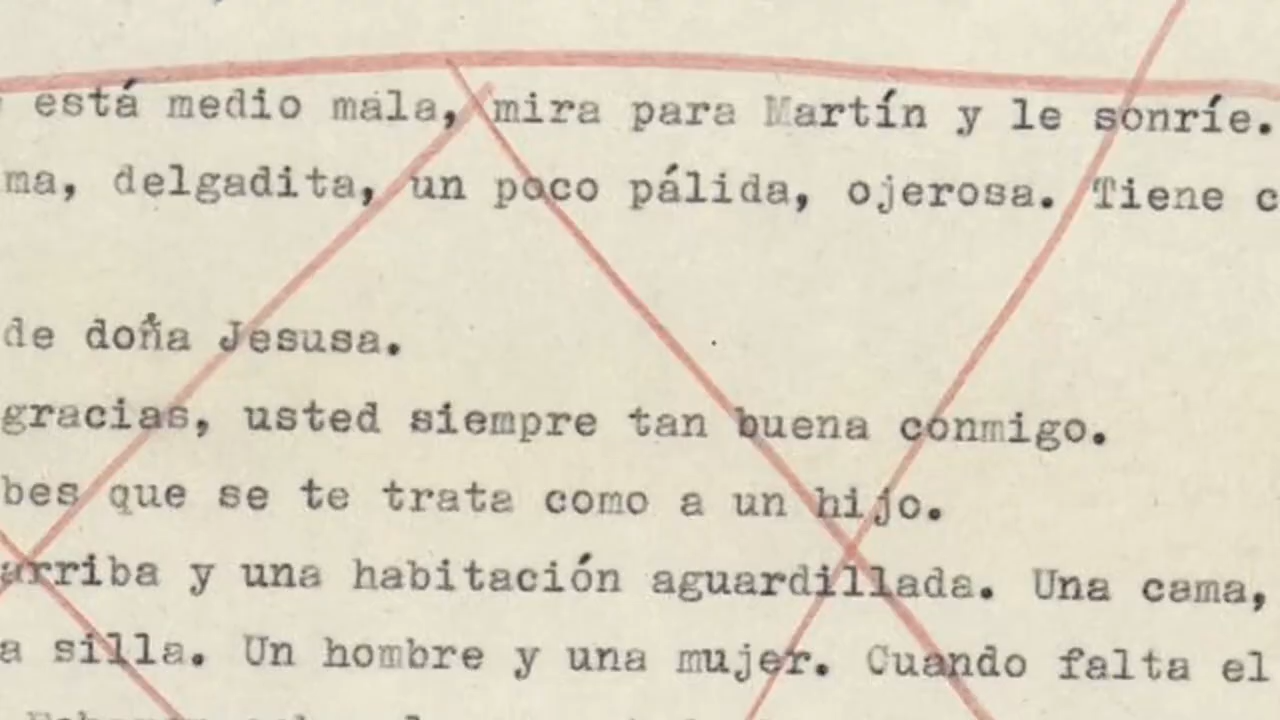 está medio mala, mira para Martín y le sonríe.
ma, delgadita, un poco pálida, ojerosa. Tiene c
de doña Jesusa.
gracias, usted siempre tan buena conmigo.
bes que se te trata como a un hijo.
arriba y una habitación aguardillada. Una cama,
a silla. Un hombre y una mujer. Cuando falta el